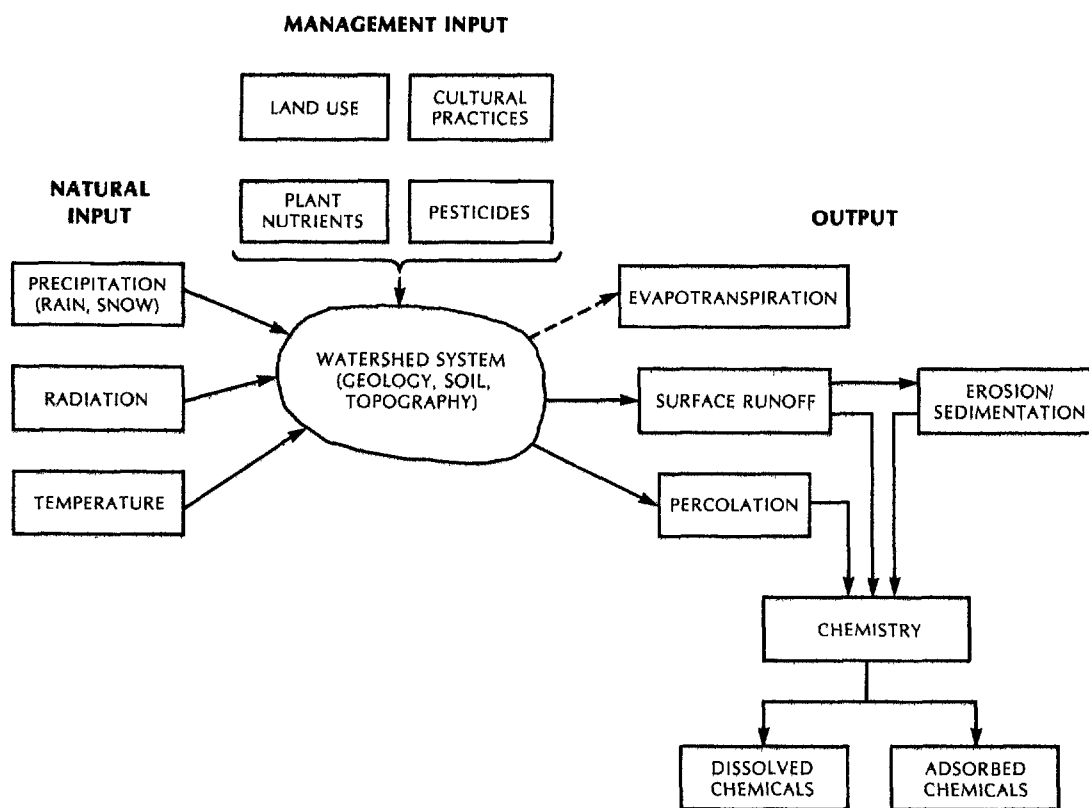 MANAGEMENT INPUT
LAND USE
CULTURAL
PRACTICES
PLANT
NUTRIENTS
PESTICIDES
NATURAL
INPUT
PRECIPITATION
(RAIN, SNOW)
RADIATION
TEMPERATURE
WATERSHED SYSTEM
(GEOLOGY, SOIL,
TOPOGRAPHY)
OUTPUT
EVAPOTRANSPIRATION
SURFACE RUNOFF
EROSION/
SEDIMENTATION
PERCOLATION
CHEMISTRY
DISSOLVED
CHEMICALS
ADSORBED
CHEMICALS